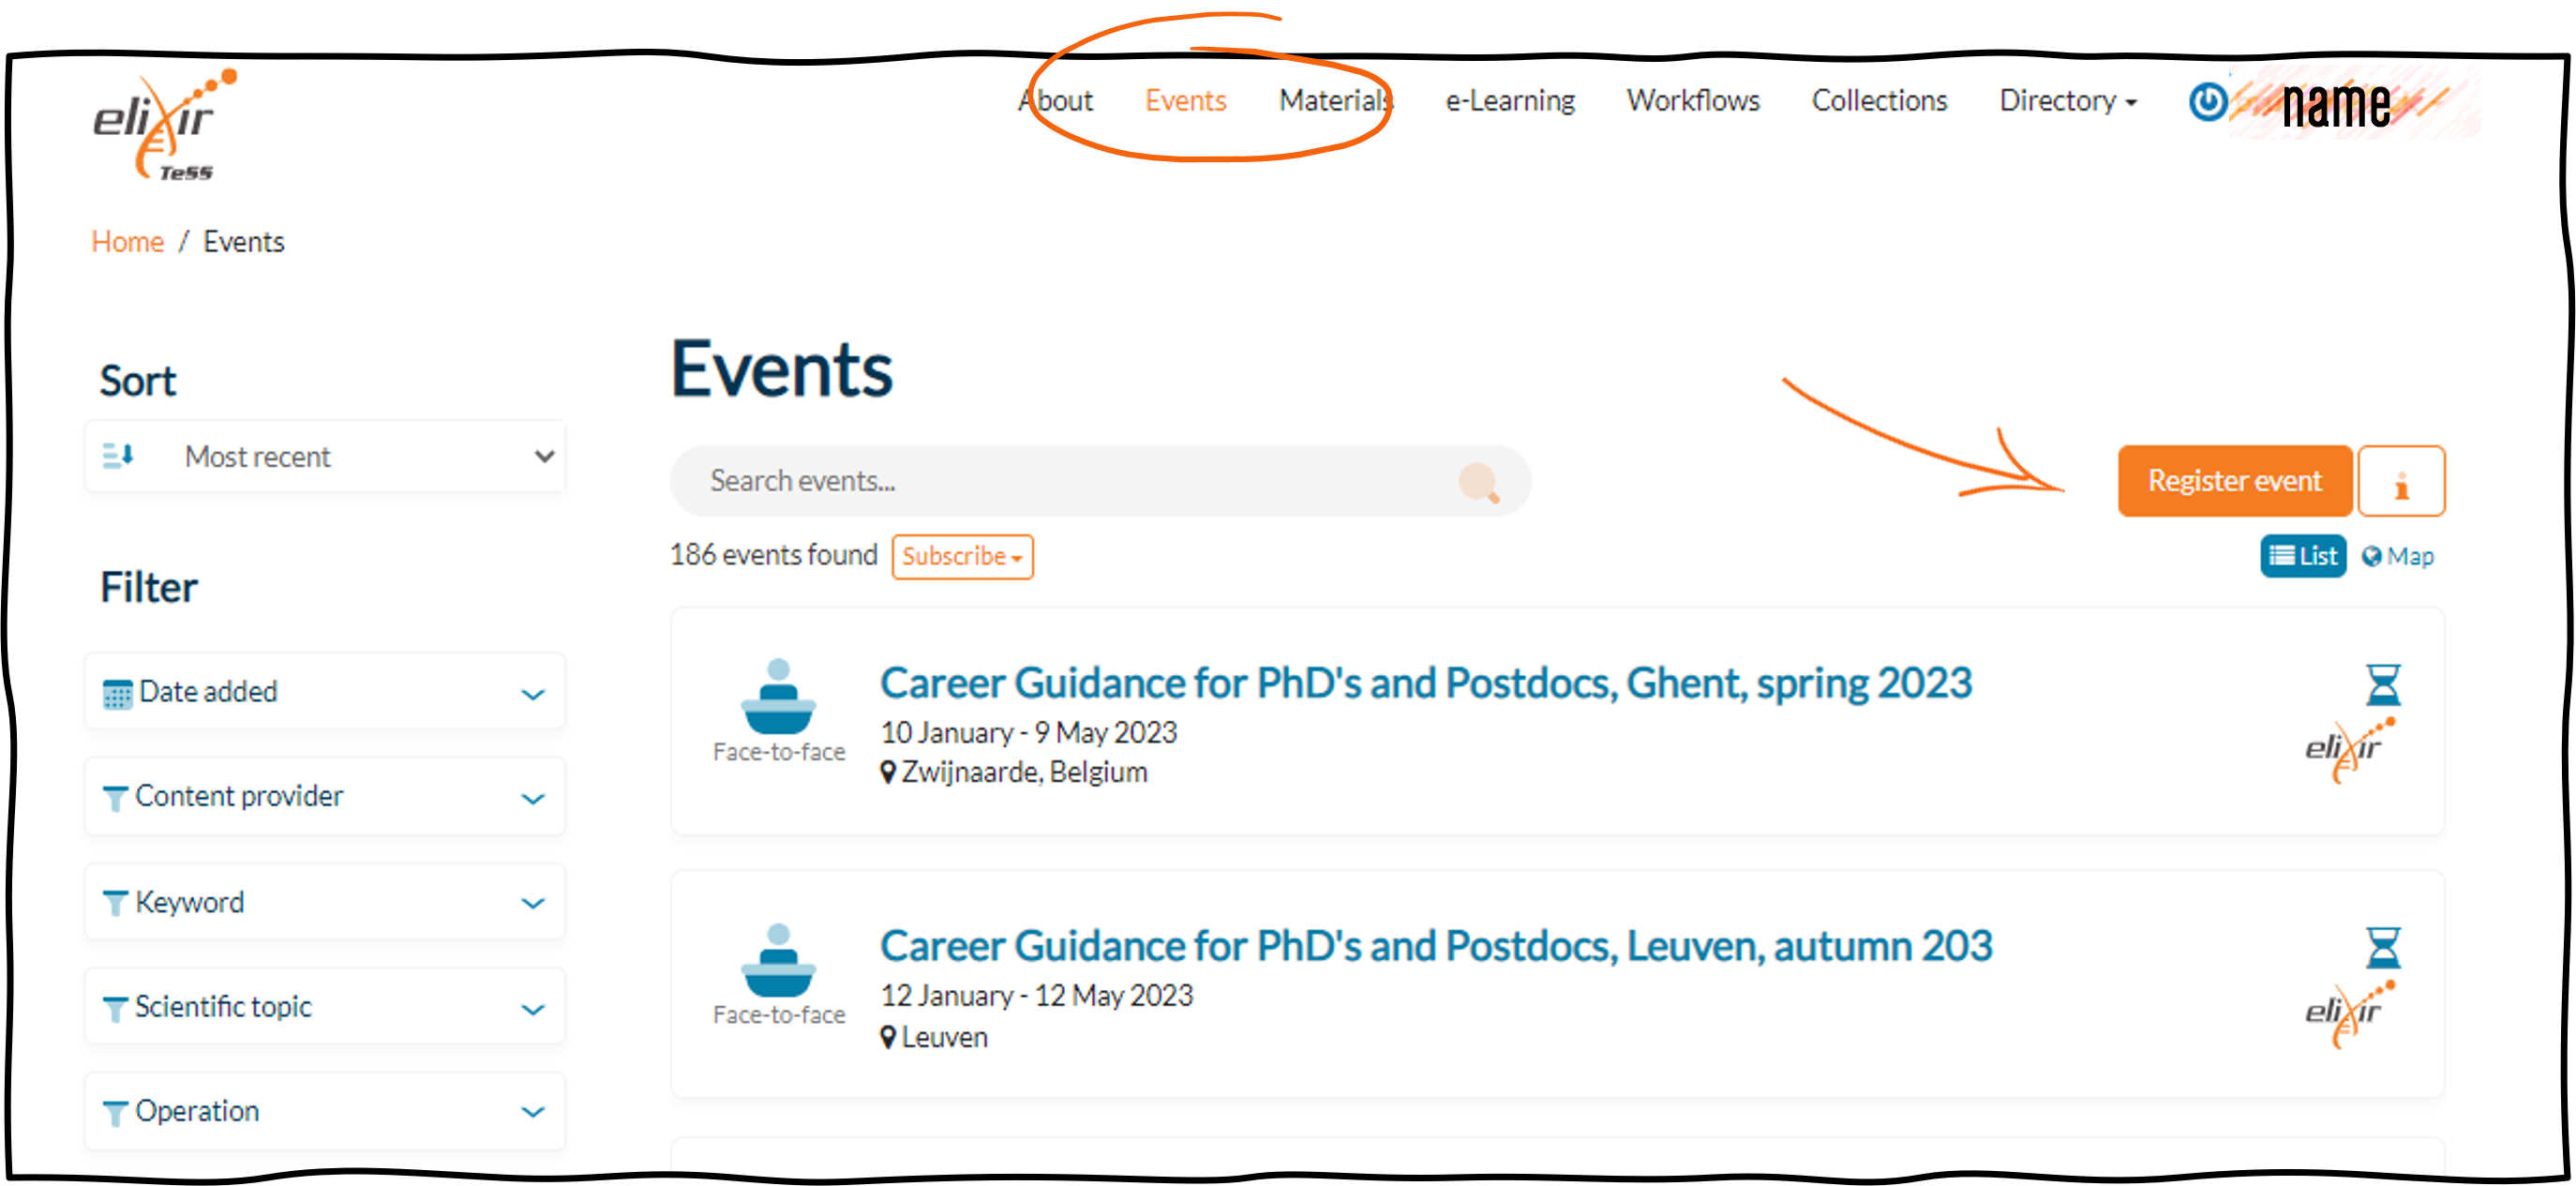 elixir
TeSS
About Events Materials e-Learning Workflows Collections Directory name
Home / Events
Sort
Most recent
Filter
Date added
Content provider
Keyword
Scientific topic
Operation
Events
Search events...
Register event
i
186 events found Subscribe
List Map
Career Guidance for PhD's and Postdocs, Ghent, spring 2023
10 January - 9 May 2023
Zwijnaarde, Belgium
Face-to-face
elixir
Career Guidance for PhD's and Postdocs, Leuven, autumn 203
12 January - 12 May 2023
Leuven
Face-to-face
elixir